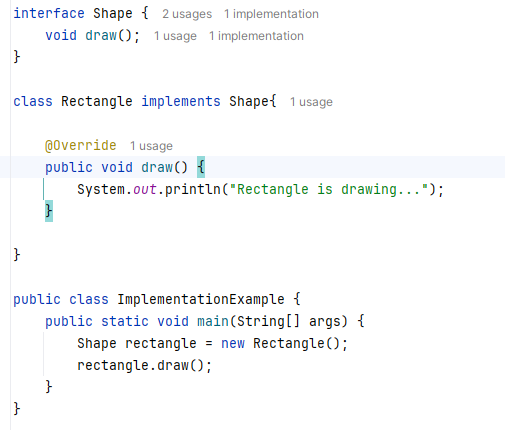 interface Shape {  2 usages  1 implementation
    void draw();  1 usage  1 implementation
}

class Rectangle implements Shape{  1 usage

    @Override  1 usage
    public void draw() {
        System.out.println("Rectangle is drawing...");
    }

}

public class ImplementationExample {
    public static void main(String[] args) {
        Shape rectangle = new Rectangle();
        rectangle.draw();
    }
}